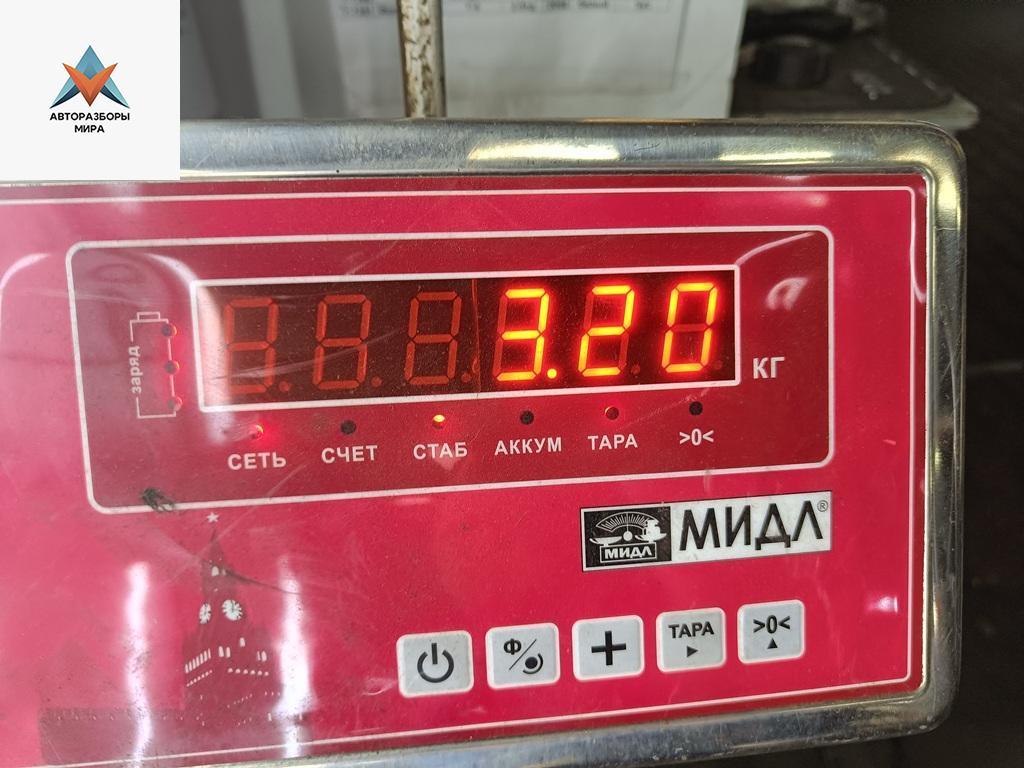 АВТОРАЗБОРЫ
МИРА
заряд
3.20
КГ
СЕТЬ СЧЕТ СТАБ АККУМ ТАРА >0<
МИДЛ МИДЛ®
Ф ТАРА >0<